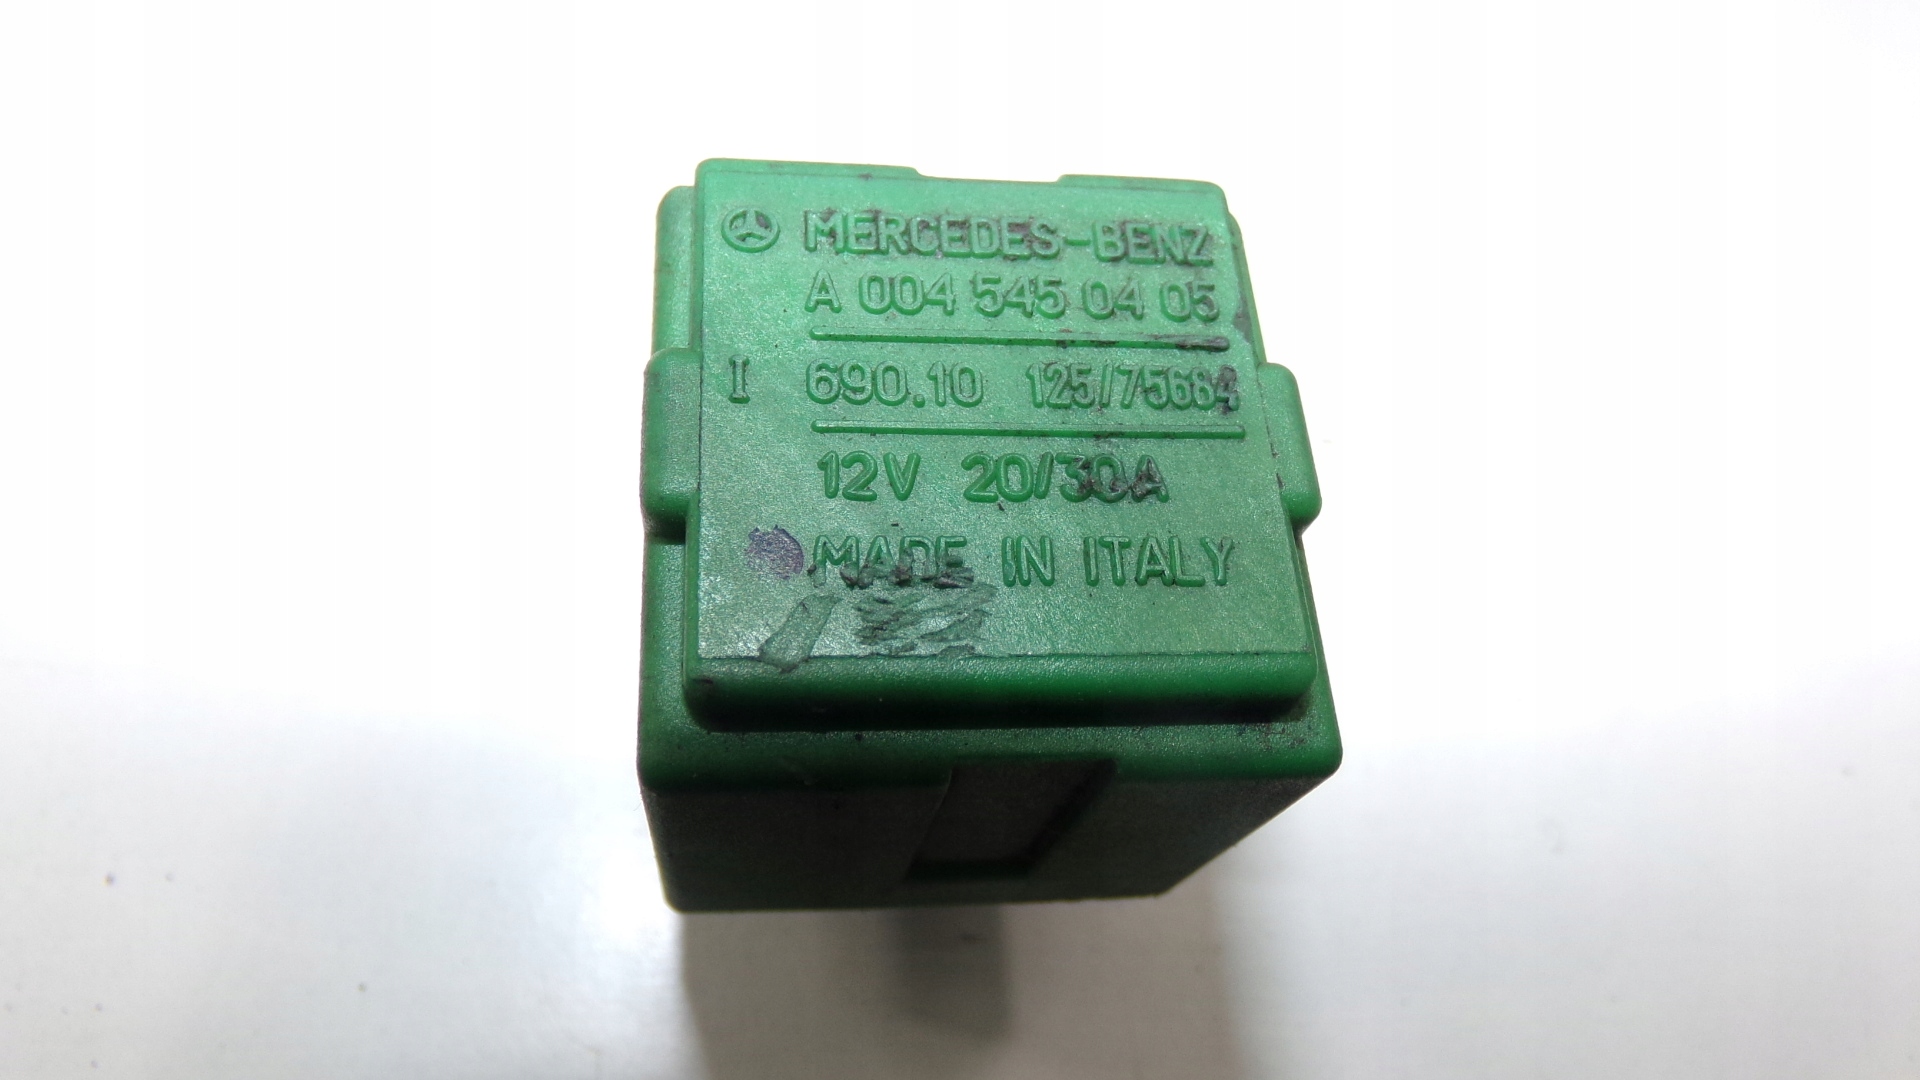 MERCEDES-BENZ
A 004 545 04 05
I 690.10 125/75684
12V 20/30A
MADE IN ITALY